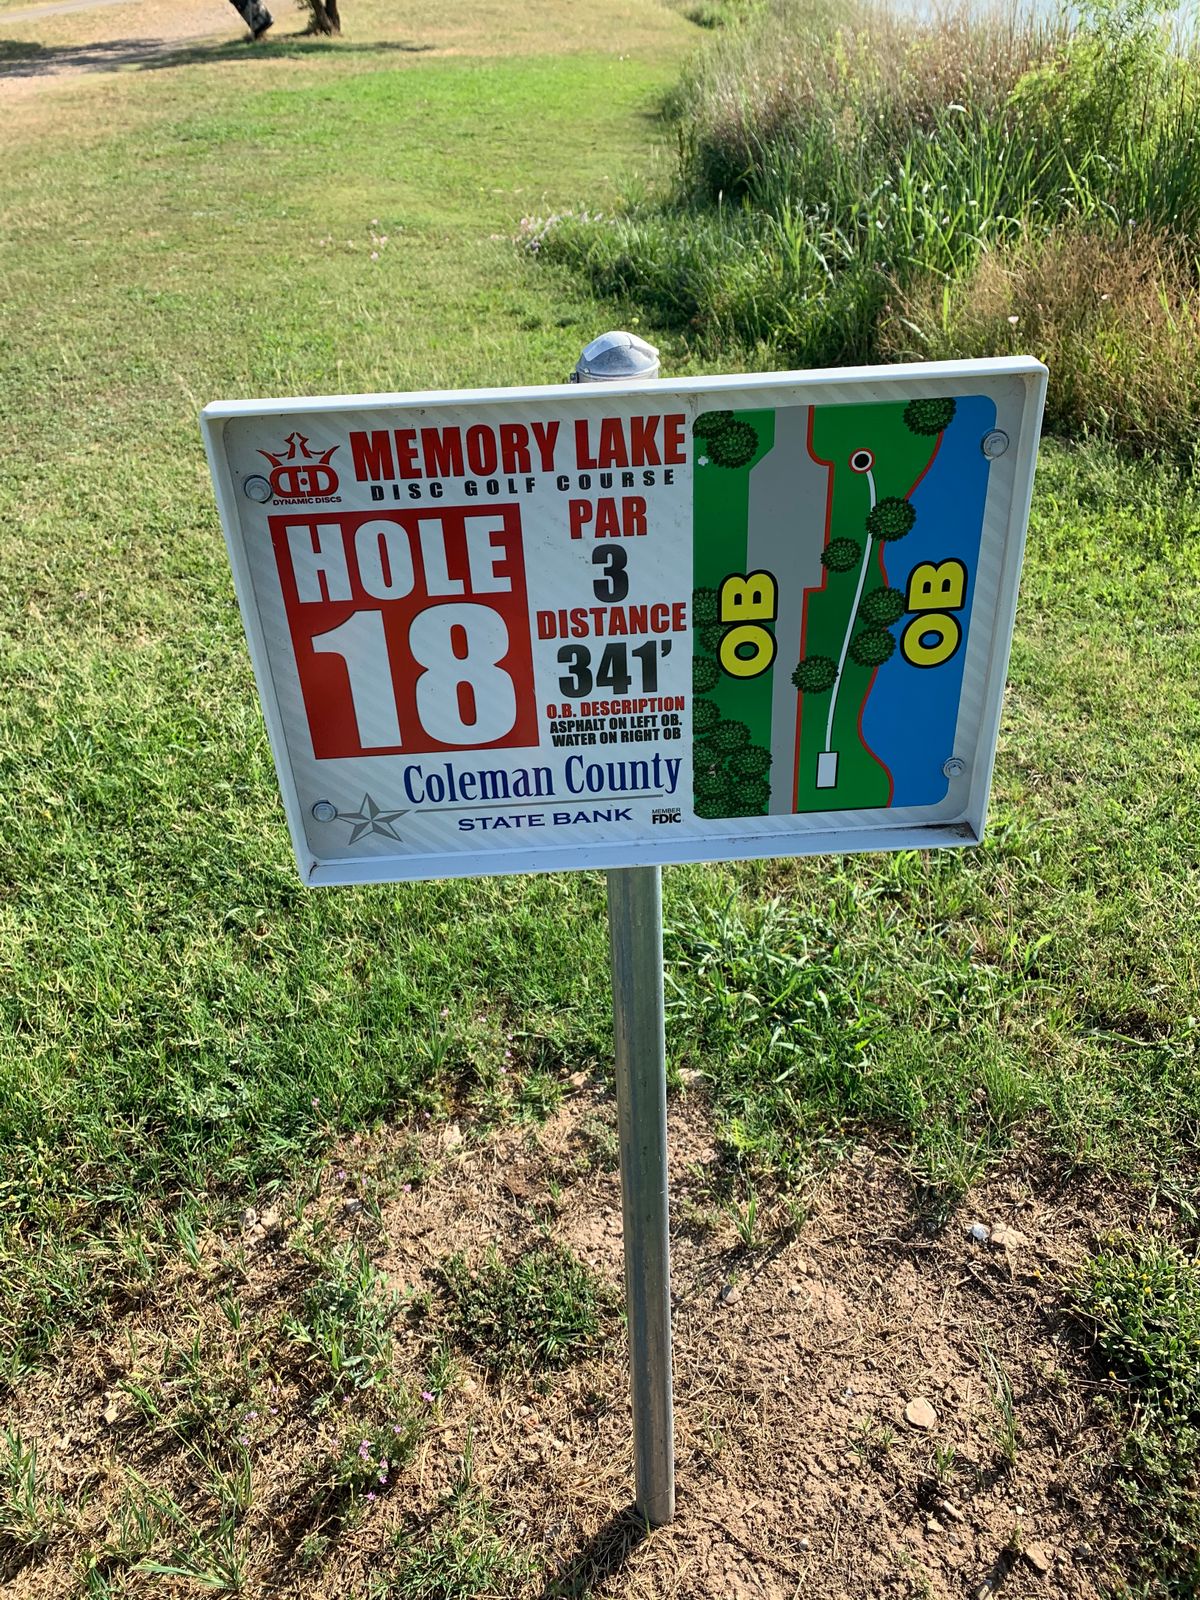 MEMORY LAKE
DISC GOLF COURSE
DD
DYNAMIC DISCS
HOLE
18
PAR
3
DISTANCE
341'
O.B. DESCRIPTION
ASPHALT ON LEFT OB.
WATER ON RIGHT OB
Coleman County
STATE BANK
MEMBER
FDIC
OB
OB